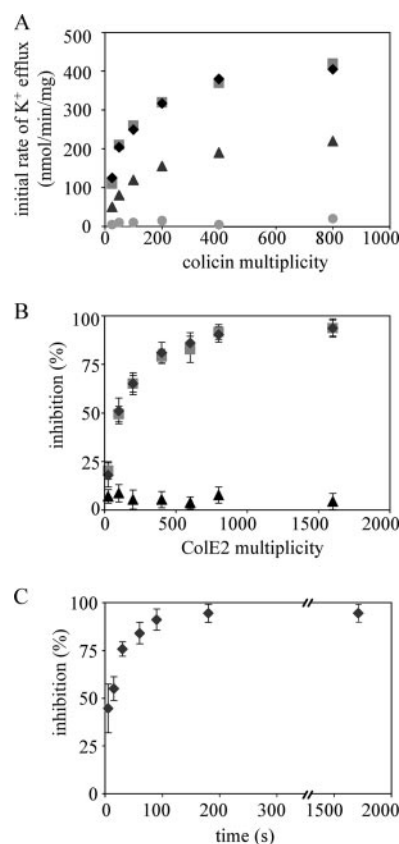 A
initial rate of K+ efflux
(nmol/min/mg)
500
400
300
200
100
0
0 200 400 600 800 1000
colicin multiplicity
B
inhibition (%)
100
75
50
25
0
0 500 1000 1500 2000
ColE2 multiplicity
C
inhibition (%)
100
75
50
25
0
0 100 200 300 1000 2000
time (s)